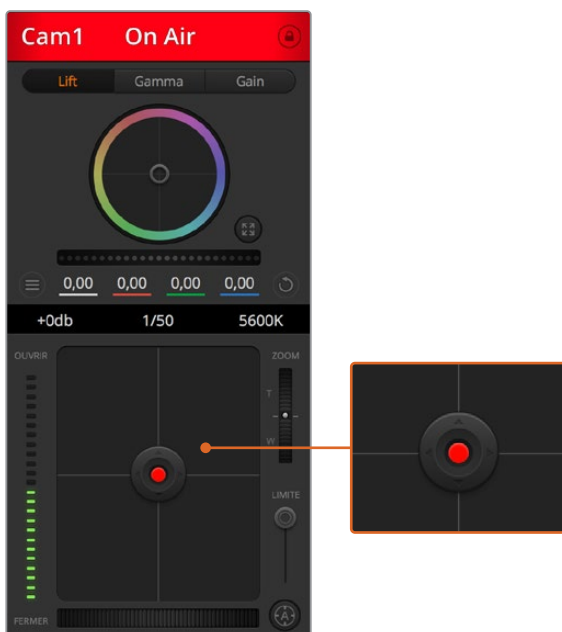 Cam1 On Air
Lift Gamma Gain
0,00 0,00 0,00 0,00
+0db 1/50 5600K
OUVRIR ZOOM
T
W
LIMITE
FERMER A